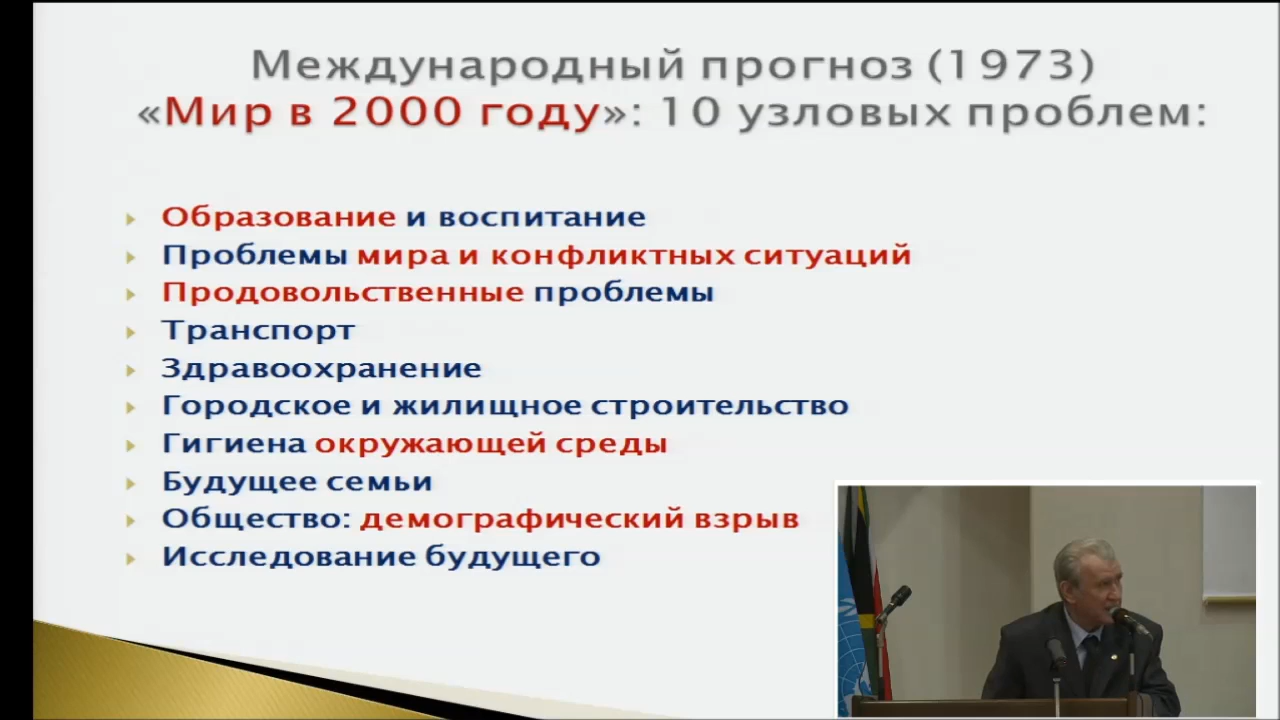 Международный прогноз (1973)
«Мир в 2000 году»: 10 узловых проблем:
Образование и воспитание
Проблемы мира и конфликтных ситуаций
Продовольственные проблемы
Транспорт
Здравоохранение
Городское и жилищное строительство
Гигиена окружающей среды
Будущее семьи
Общество: демографический взрыв
Исследование будущего